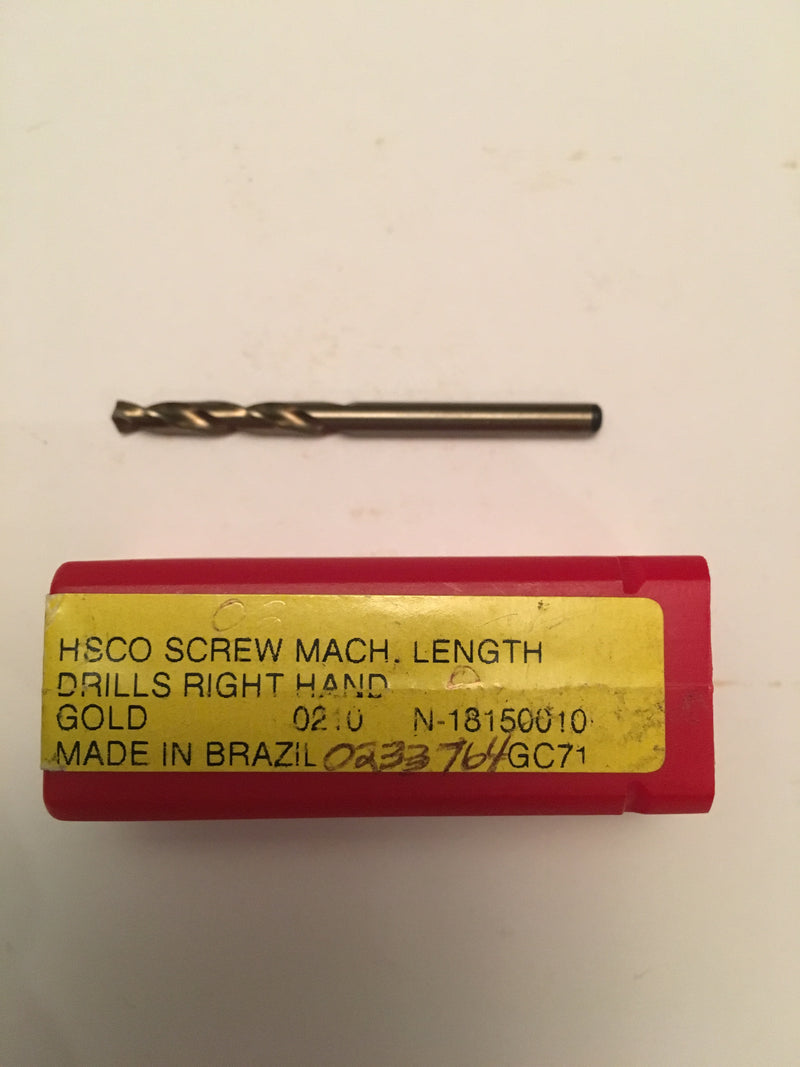 HSCO SCREW MACH. LENGTH
DRILLS RIGHT HAND
GOLD 0210 N-18150010
MADE IN BRAZIL 0233764 GC71